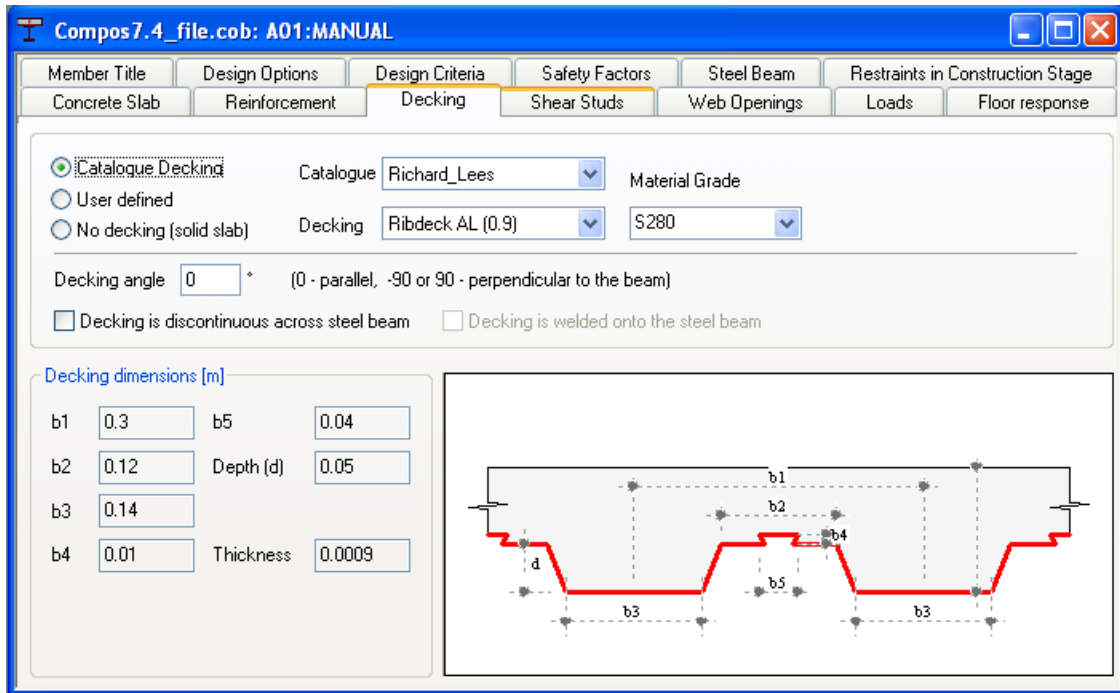 Compos7.4_file.cob: A01:MANUAL
Member Title Design Options Design Criteria Safety Factors Steel Beam Restraints in Construction Stage
Concrete Slab Reinforcement Decking Shear Studs Web Openings Loads Floor response
Catalogue Decking Catalogue Richard_Lees Material Grade
User defined
No decking (solid slab) Decking Ribdeck AL (0.9) S280
Decking angle 0 ° (0 - parallel, -90 or 90 - perpendicular to the beam)
Decking is discontinuous across steel beam Decking is welded onto the steel beam
Decking dimensions [m]
b1 0.3 b5 0.04
b2 0.12 Depth (d) 0.05
b3 0.14
b4 0.01 Thickness 0.0009
b1
b2
b4
d
b5
b3 b3